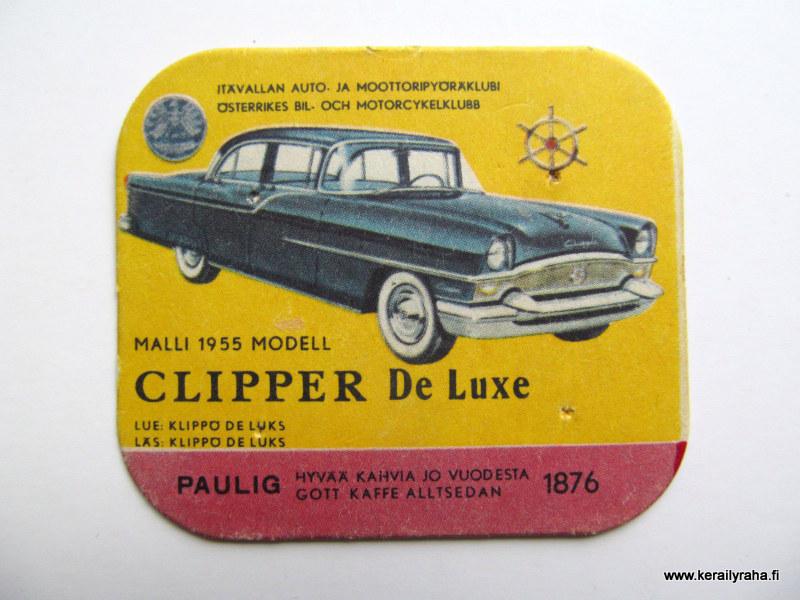 ITÄVALLAN AUTO- JA MOOTTORIPYÖRÄKLUBI
ÖSTERRIKES BIL- OCH MOTORCYKELKLUBB
Clipper
MALLI 1955 MODELL
CLIPPER De Luxe
LUE: KLIPPÖ DE LUKS
LÄS: KLIPPÖ DE LUKS
PAULIG HYVÄÄ KAHVIA JO VUODESTA 1876
GOTT KAFFE ALLTSEDAN
www.kerailyraha.fi